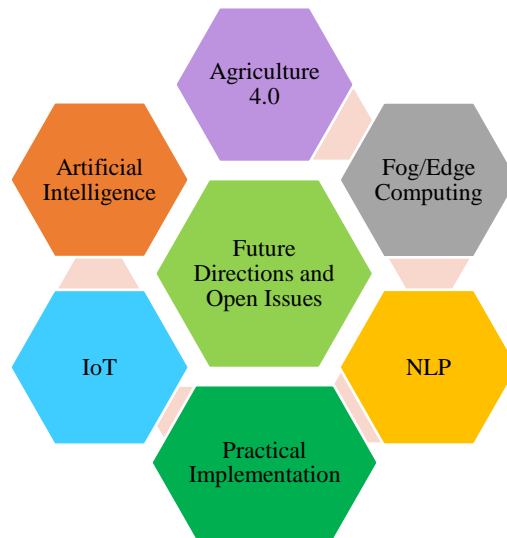 Agriculture
4.0
Artificial
Intelligence
Fog/Edge
Computing
Future
Directions and
Open Issues
IoT
NLP
Practical
Implementation